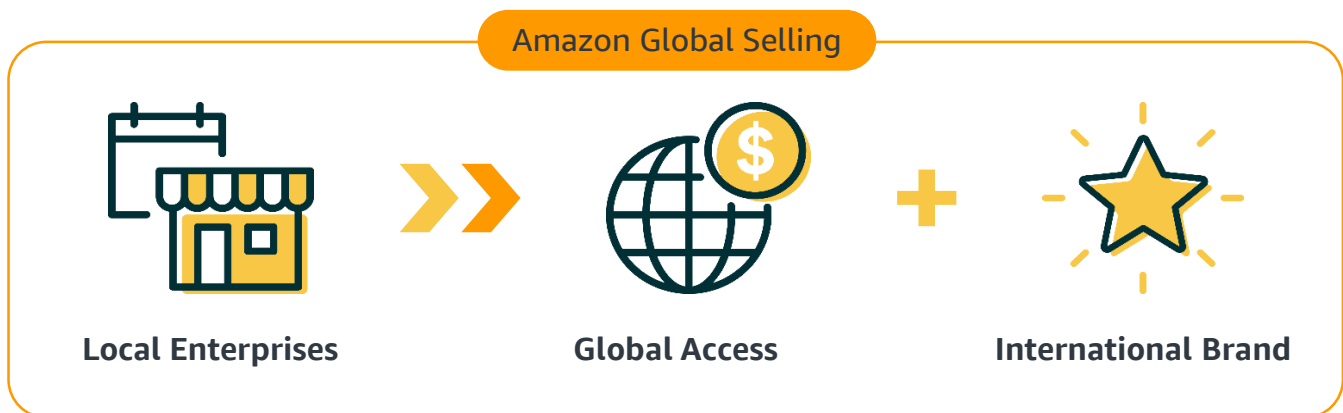 Amazon Global Selling
$
Local Enterprises
Global Access
International Brand